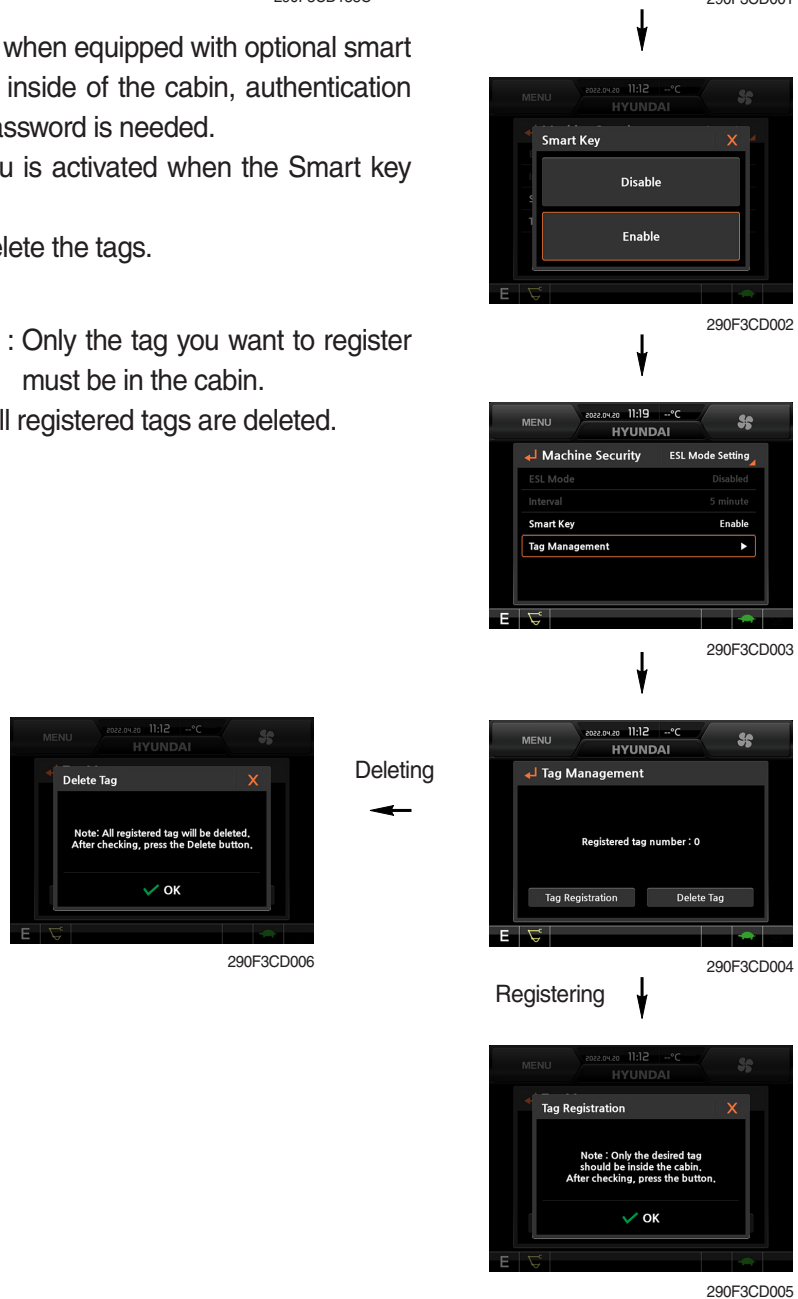 when equipped with optional smart
inside of the cabin, authentication
password is needed.
u is activated when the Smart key
elete the tags.
: Only the tag you want to register
must be in the cabin.
ll registered tags are deleted.
MENU 2022.04.20 11:12 --°C
HYUNDAI
Smart Key X
Disable
Enable
E
290F3CD002
MENU 2022.04.20 11:19 --°C
HYUNDAI
Machine Security ESL Mode Setting
ESL Mode Disabled
Interval 5 minute
Smart Key Enable
Tag Management
E
290F3CD003
MENU 2022.04.20 11:12 --°C
HYUNDAI
Tag Management
Registered tag number : 0
Tag Registration Delete Tag
E
290F3CD004
Deleting
MENU 2022.04.20 11:12 --°C
HYUNDAI
Delete Tag X
Note: All registered tag will be deleted.
After checking, press the Delete button.
OK
E
290F3CD006
Registering
MENU 2022.04.20 11:12 --°C
HYUNDAI
Tag Registration X
Note : Only the desired tag
should be inside the cabin.
After checking, press the button.
OK
E
290F3CD005